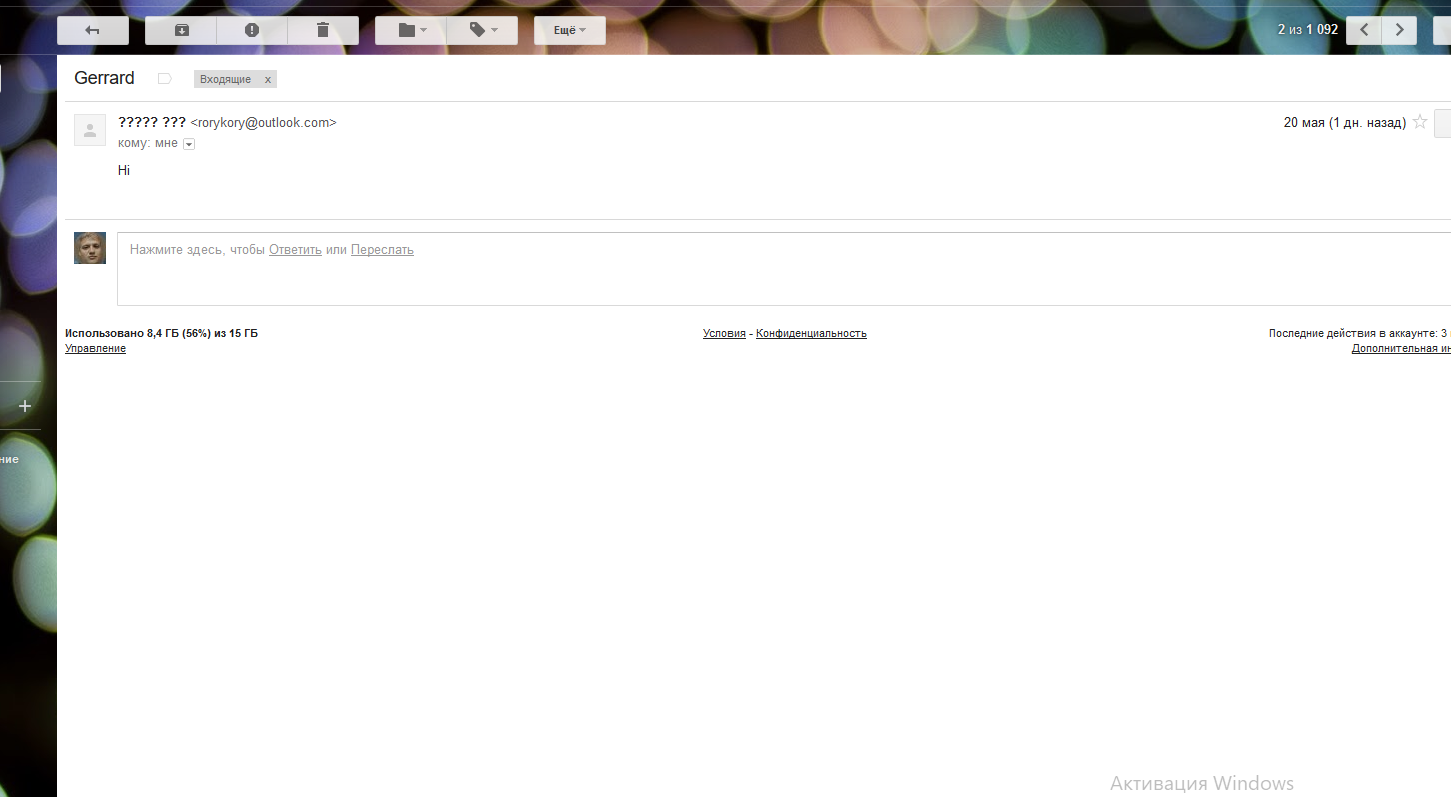 Ещё
2 из 1 092
Gerrard
Входящие x
????? ??? <rorykory@outlook.com>
20 мая (1 дн. назад)
кому: мне
Hi
Нажмите здесь, чтобы Ответить или Переслать
Использовано 8,4 ГБ (56%) из 15 ГБ
Управление
Условия - Конфиденциальность
Последние действия в аккаунте: 3
Дополнительная ин
ние
Активация Windows